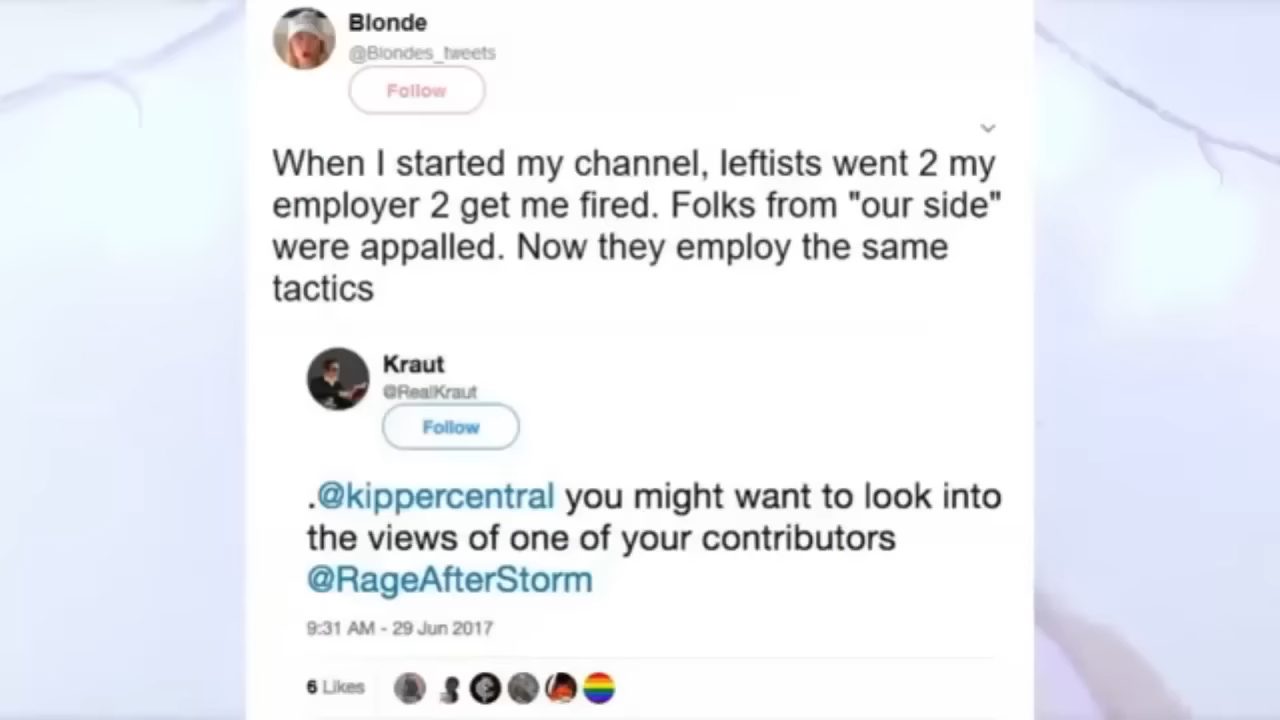 Blonde
@Blondes_tweets
Follow
When I started my channel, leftists went 2 my
employer 2 get me fired. Folks from "our side"
were appalled. Now they employ the same
tactics
Kraut
@RealKraut
Follow
.@kippercentral you might want to look into
the views of one of your contributors
@RageAfterStorm
9:31 AM - 29 Jun 2017
6 Likes